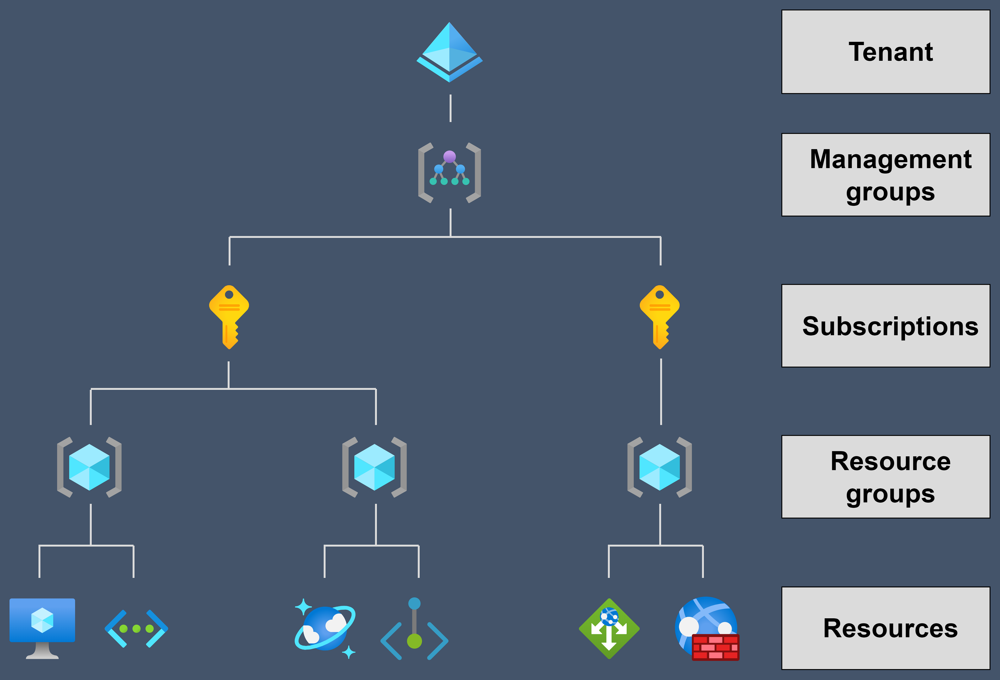 Tenant
Management
groups
Subscriptions
Resource
groups
Resources